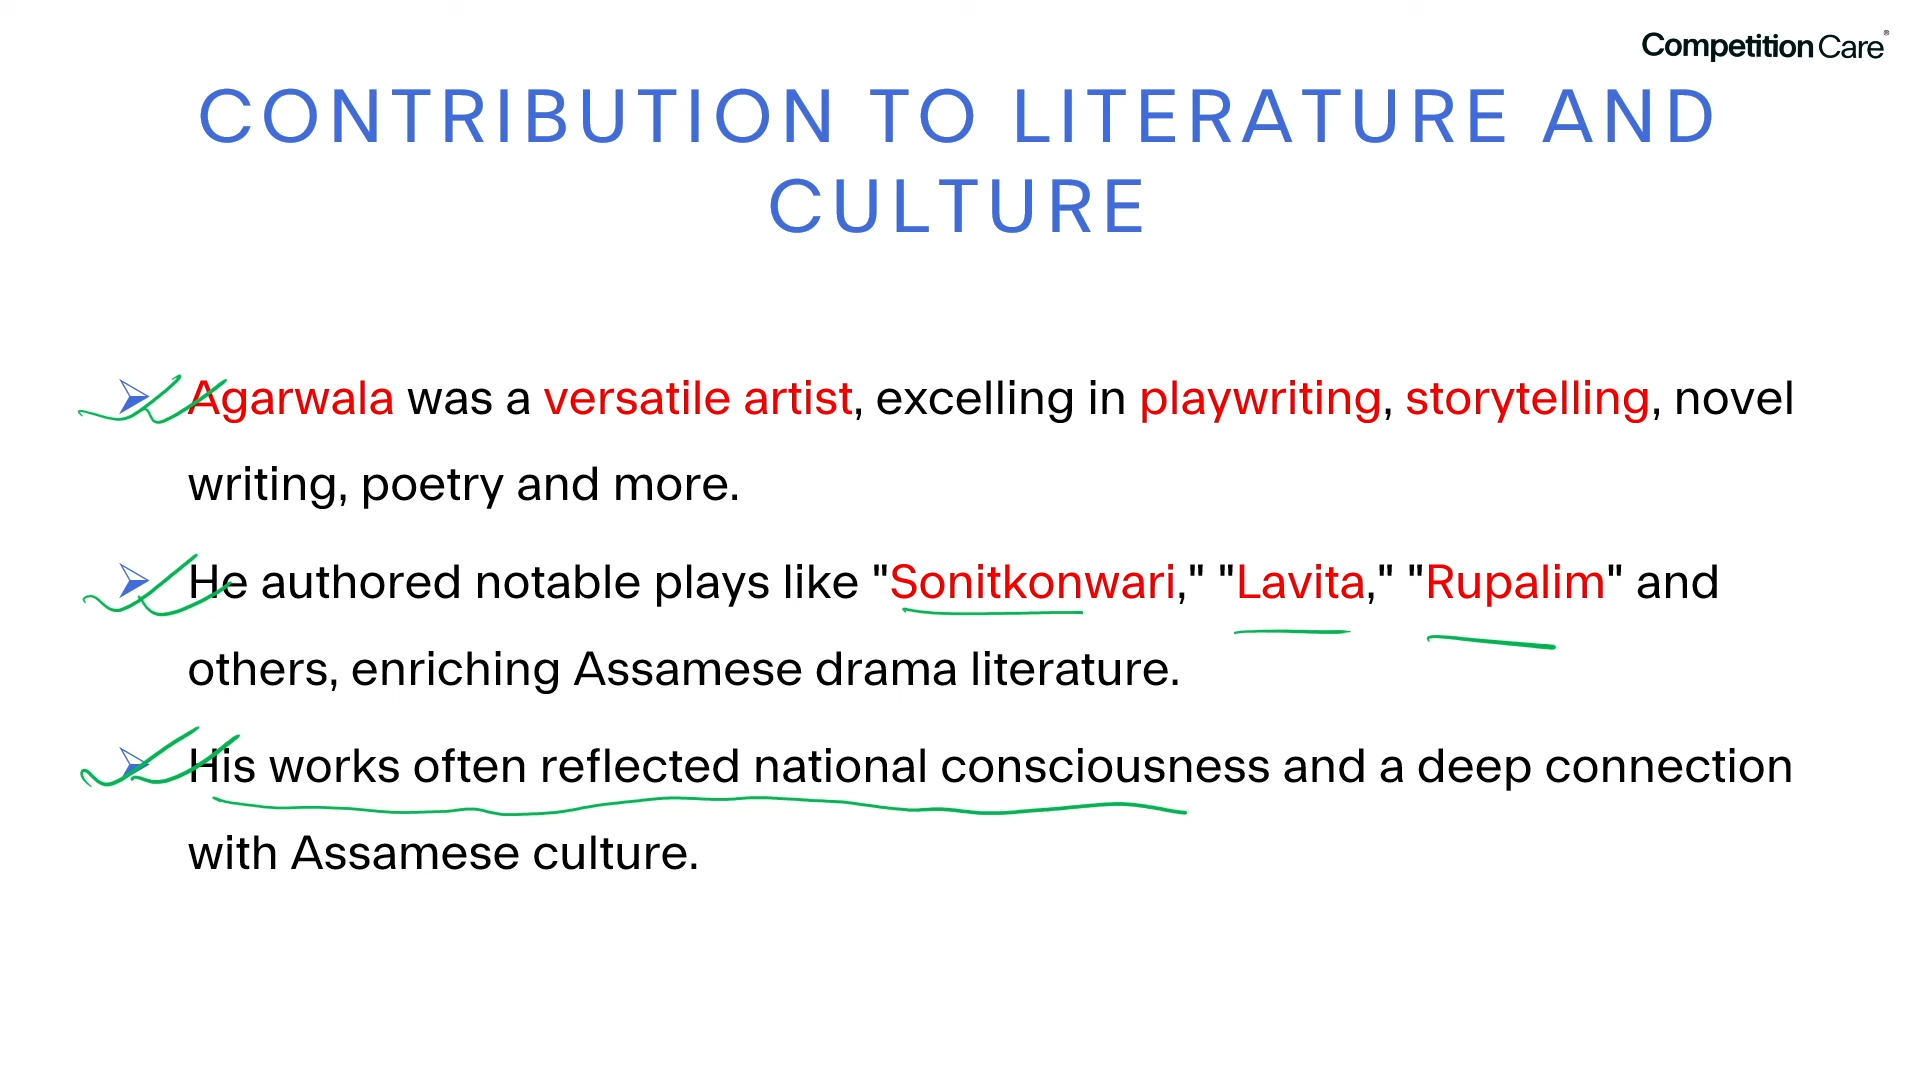 Competition Care®
CONTRIBUTION TO LITERATURE AND
CULTURE
Agarwala was a versatile artist, excelling in playwriting, storytelling, novel
writing, poetry and more.
He authored notable plays like "Sonitkonwari," "Lavita," "Rupalim" and
others, enriching Assamese drama literature.
His works often reflected national consciousness and a deep connection
with Assamese culture.